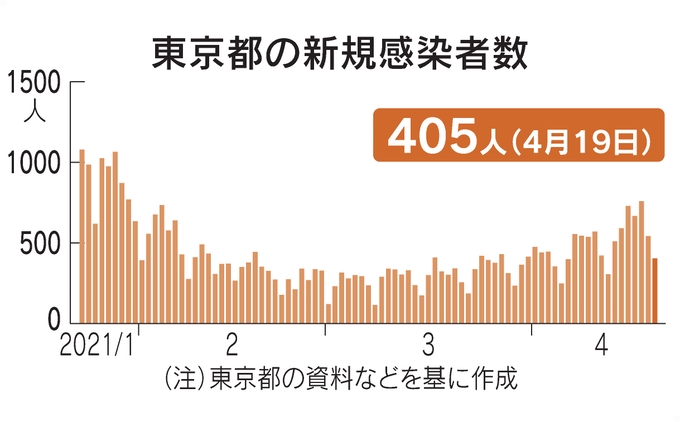 東京都の新規感染者数
1500
人
405人(4月19日)
1000
500
0
2021/1 2 3 4
(注)東京都の資料などを基に作成